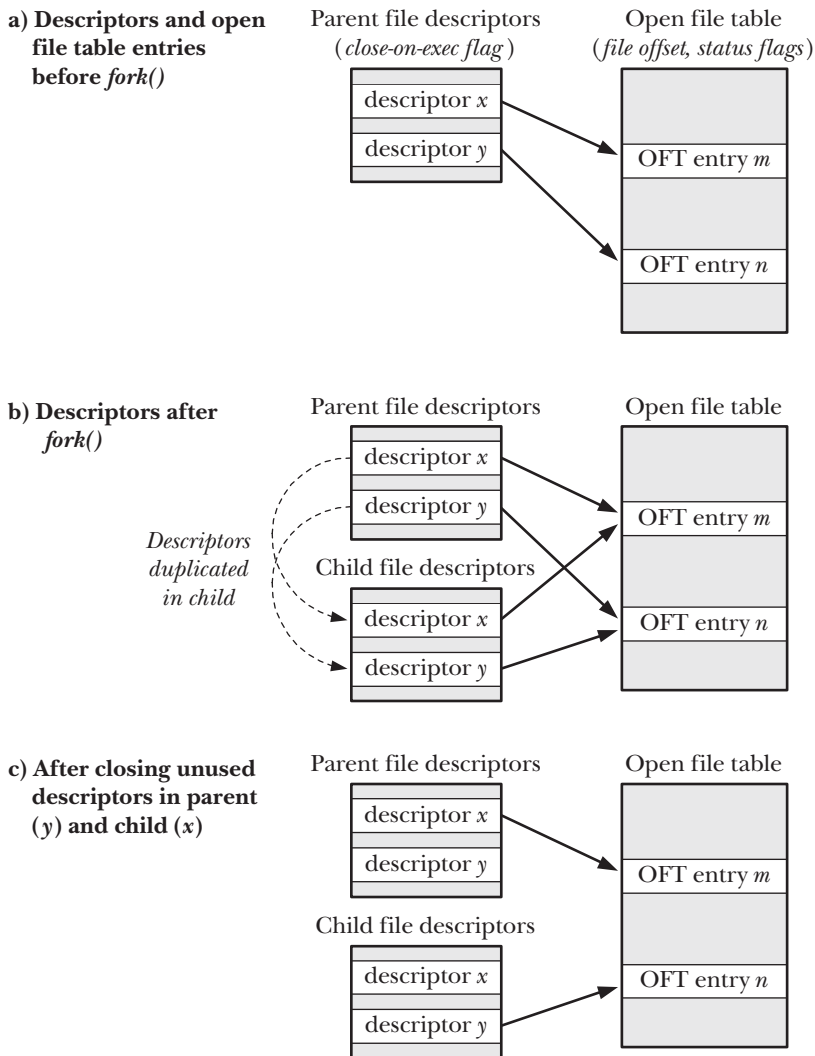 a) Descriptors and open
file table entries
before fork()
Parent file descriptors
(close-on-exec flag)
descriptor x
descriptor y
Open file table
(file offset, status flags)
OFT entry m
OFT entry n
b) Descriptors after
fork()
Descriptors
duplicated
in child
Parent file descriptors
descriptor x
descriptor y
Child file descriptors
descriptor x
descriptor y
Open file table
OFT entry m
OFT entry n
c) After closing unused
descriptors in parent
(y) and child (x)
Parent file descriptors
descriptor x
descriptor y
Child file descriptors
descriptor x
descriptor y
Open file table
OFT entry m
OFT entry n